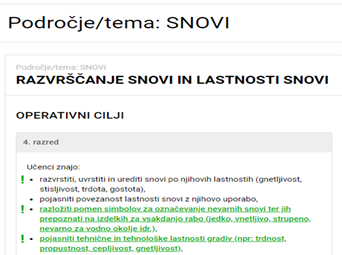 Področje/tema: SNOVI
Področje/tema: SNOVI
RAZVRŠČANJE SNOVI IN LASTNOSTI SNOVI
OPERATIVNI CILJI
4. razred
Učenci znajo:
• razvrstiti, uvrstiti in urediti snovi po njihovih lastnostih (gnetljivost,
stisljivost, trdota, gostota),
• pojasniti povezanost lastnosti snovi z njihovo uporabo,
! • razložiti pomen simbolov za označevanje nevarnih snovi ter jih
prepoznati na izdelkih za vsakdanjo rabo (jedko, vnetljivo, strupeno,
nevarno za vodno okolje idr.),
! • pojasniti tehnične in tehnološke lastnosti gradiv (npr: trdnost,
propustnost, cepljivost, gnetljivost),